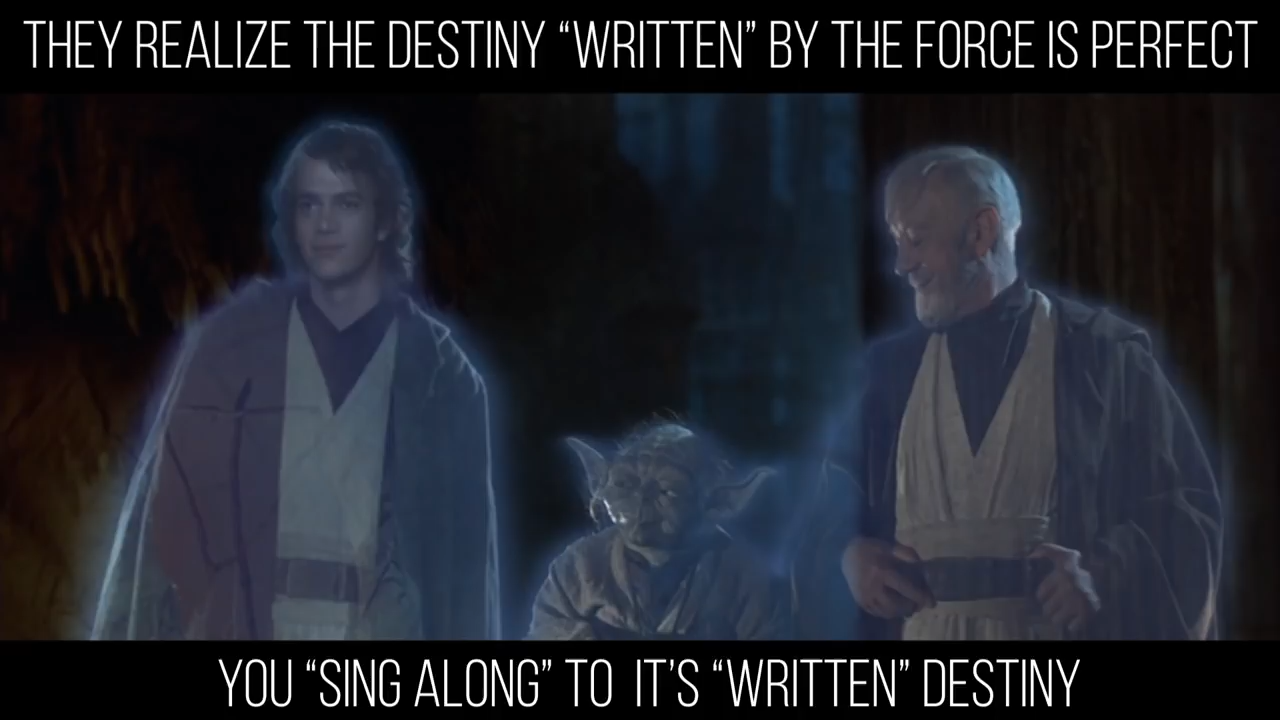 THEY REALIZE THE DESTINY “WRITTEN” BY THE FORCE IS PERFECT
YOU “SING ALONG” TO IT’S “WRITTEN” DESTINY